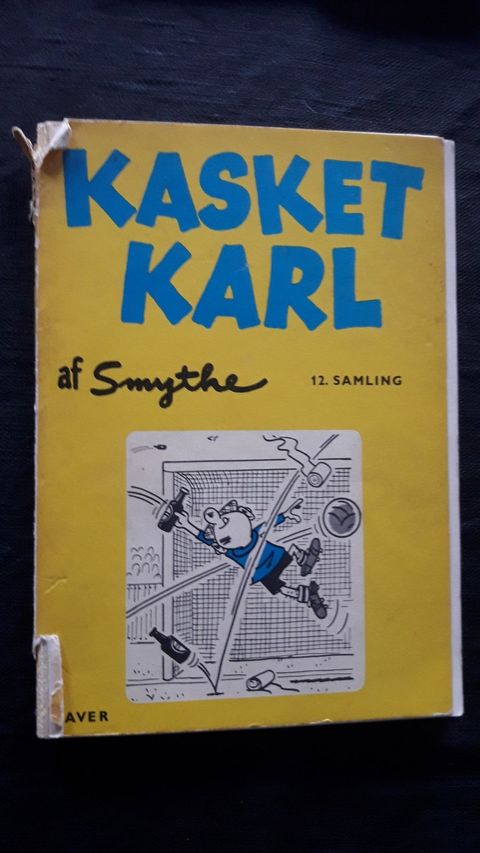 KASKET
KARL
af Smythe
12. SAMLING
AVER